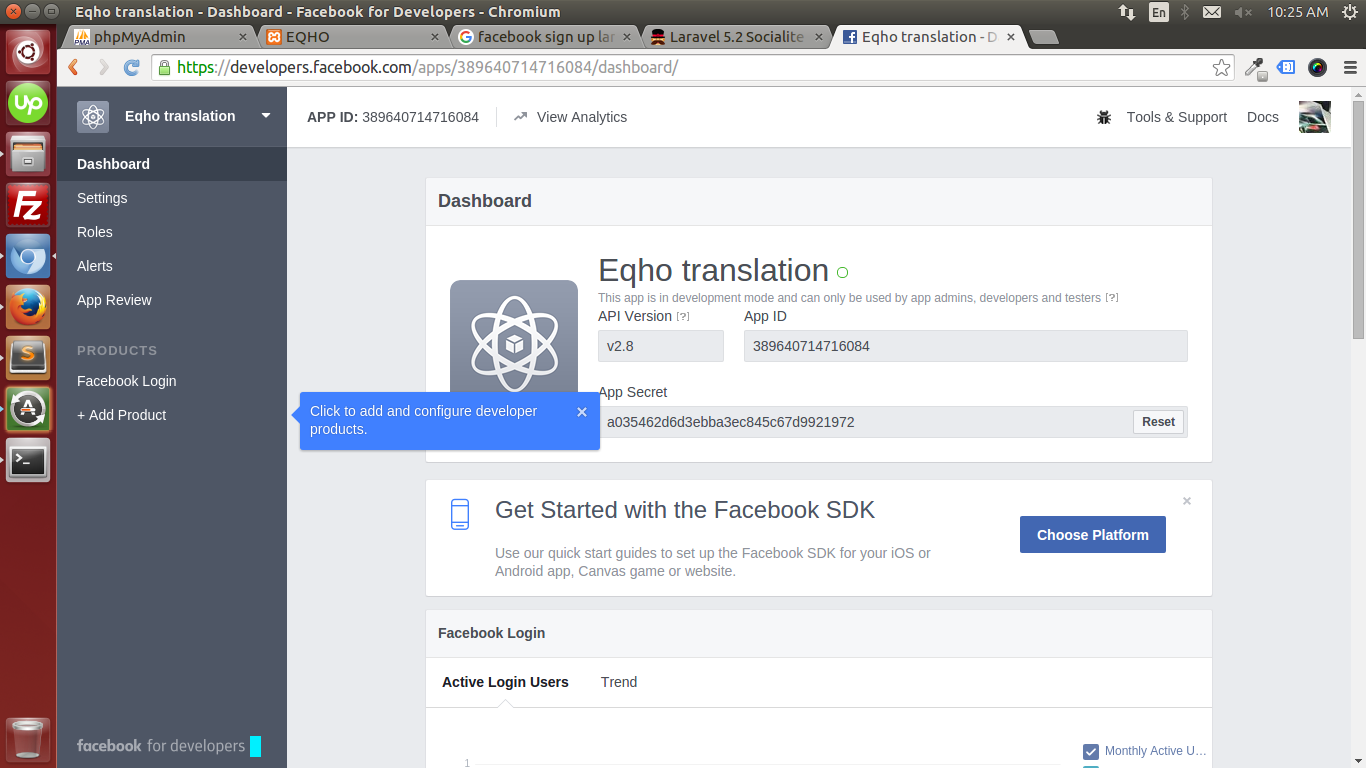 Eqho translation - Dashboard - Facebook for Developers - Chromium
En
10:25 AM
phpMyAdmin
EQHO
facebook sign up lar
Laravel 5.2 Socialite
Eqho translation - D
https://developers.facebook.com/apps/389640714716084/dashboard/
Eqho translation
APP ID: 389640714716084
View Analytics
Tools & Support
Docs
Dashboard
Settings
Roles
Alerts
App Review
PRODUCTS
Facebook Login
+ Add Product
Click to add and configure developer
products.
Dashboard
Eqho translation
This app is in development mode and can only be used by app admins, developers and testers [?]
API Version [?]
App ID
v2.8
389640714716084
App Secret
a035462d6d3ebba3ec845c67d9921972
Reset
Get Started with the Facebook SDK
Use our quick start guides to set up the Facebook SDK for your iOS or
Android app, Canvas game or website.
Choose Platform
Facebook Login
Active Login Users
Trend
Monthly Active U...
1
facebook for developers